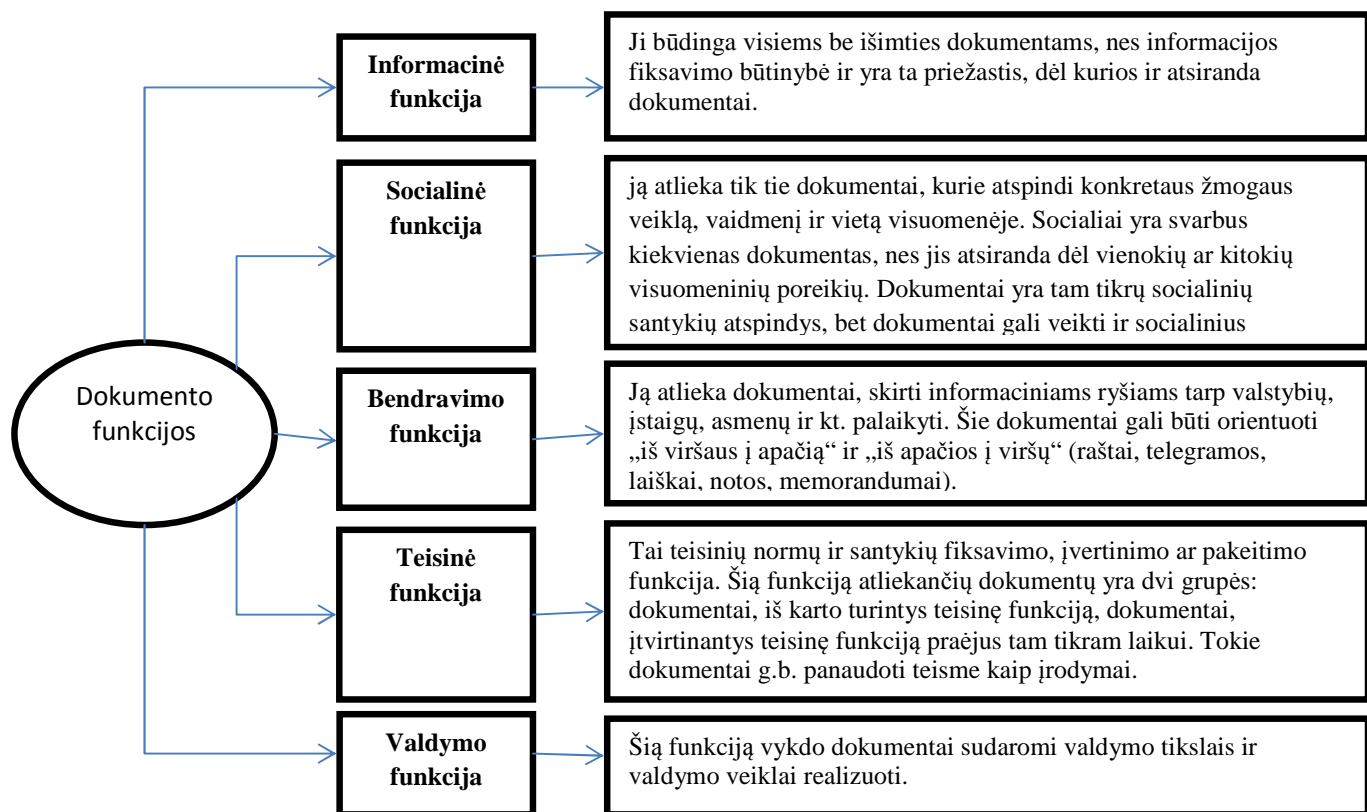 Dokumento
funkcijos
Informacinė
funkcija
Ji būdinga visiems be išimties dokumentams, nes informacijos
fiksavimo būtinybė ir yra ta priežastis, dėl kurios ir atsiranda
dokumentai.
Socialinė
funkcija
ją atlieka tik tie dokumentai, kurie atspindi konkretaus žmogaus
veiklą, vaidmenį ir vietą visuomenėje. Socialiai yra svarbus
kiekvienas dokumentas, nes jis atsiranda dėl vienokių ar kitokių
visuomeninių poreikių. Dokumentai yra tam tikrų socialinių
santykių atspindys, bet dokumentai gali veikti ir socialinius
Bendravimo
funkcija
Ją atlieka dokumentai, skirti informaciniams ryšiams tarp valstybių,
įstaigų, asmenų ir kt. palaikyti. Šie dokumentai gali būti orientuoti
„iš viršaus į apačią“ ir „iš apačios į viršų“ (raštai, telegramos,
laiškai, notos, memorandumai).
Teisinė
funkcija
Tai teisinių normų ir santykių fiksavimo, įvertinimo ar pakeitimo
funkcija. Šią funkciją atliekančių dokumentų yra dvi grupės:
dokumentai, iš karto turintys teisinę funkciją, dokumentai,
įtvirtinantys teisinę funkciją praėjus tam tikram laikui. Tokie
dokumentai g.b. panaudoti teisme kaip įrodymai.
Valdymo
funkcija
Šią funkciją vykdo dokumentai sudaromi valdymo tikslais ir
valdymo veiklai realizuoti.